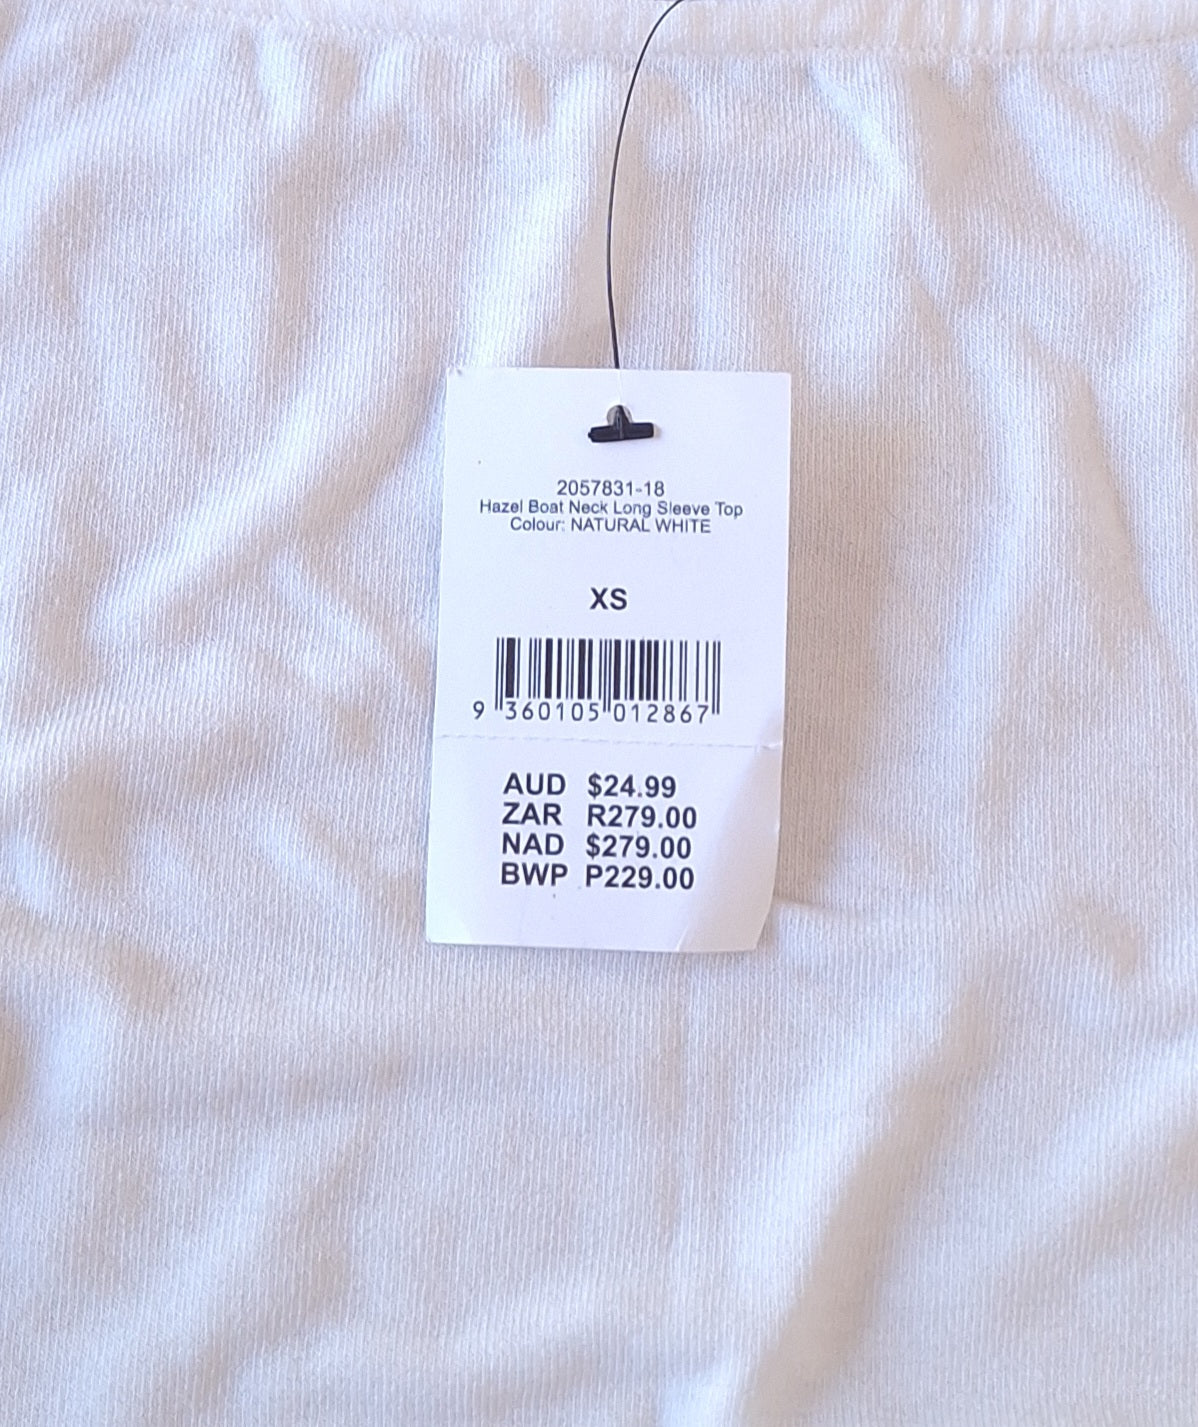 2057831-18
Hazel Boat Neck Long Sleeve Top
Colour: NATURAL WHITE
XS
9 360105 012867
AUD $24.99
ZAR R279.00
NAD $279.00
BWP P229.00